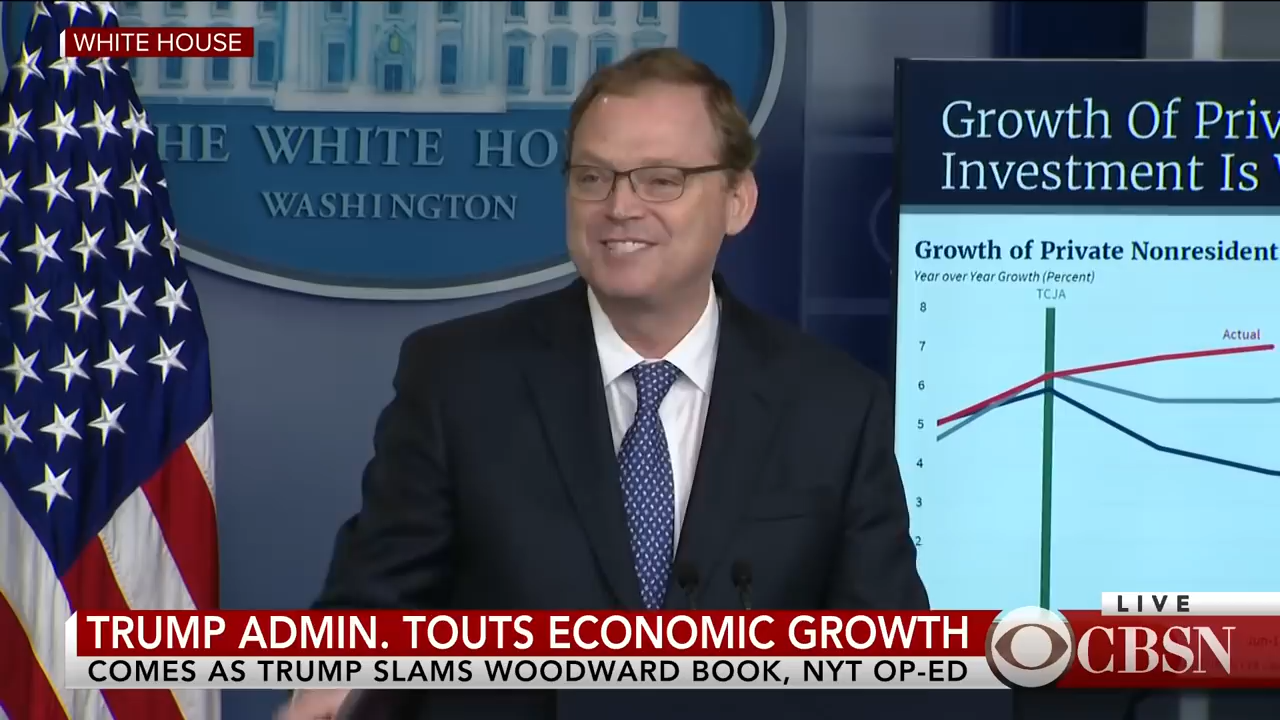 WHITE HOUSE
THE WHITE HO
WASHINGTON
Growth Of Priv
Investment Is
Growth of Private Nonresident
Year over Year Growth (Percent)
TCJA
8
7
Actual
6
5
4
3
2
TRUMP ADMIN. TOUTS ECONOMIC GROWTH
COMES AS TRUMP SLAMS WOODWARD BOOK, NYT OP-ED
LIVE
CBSN